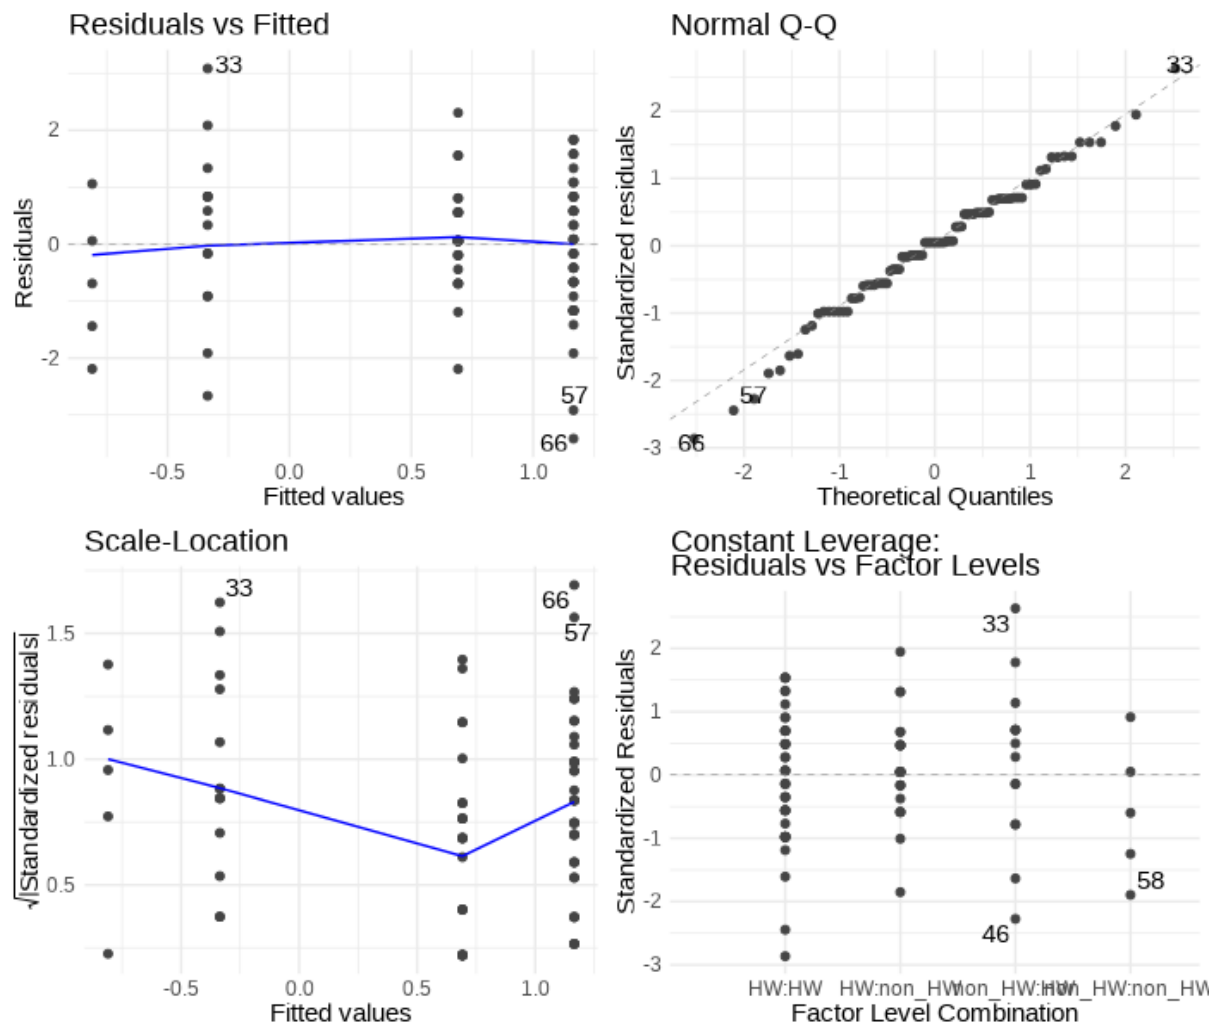 Residuals vs Fitted
33
2
0
-2
57
66
-0.5
0.0
0.5
1.0
Fitted values
Residuals
Normal Q-Q
33
2
1
0
-1
-2
-3
57
66
-2
-1
0
1
2
Theoretical Quantiles
Standardized residuals
Scale-Location
33
66
57
1.5
1.0
0.5
-0.5
0.0
0.5
1.0
Fitted values
√|Standardized residuals|
Constant Leverage:
Residuals vs Factor Levels
33
2
1
0
-1
-2
-3
58
46
HW:HW
HW:non_HW
non_HW:HW
non_HW:non_HW
Factor Level Combination
Standardized Residuals